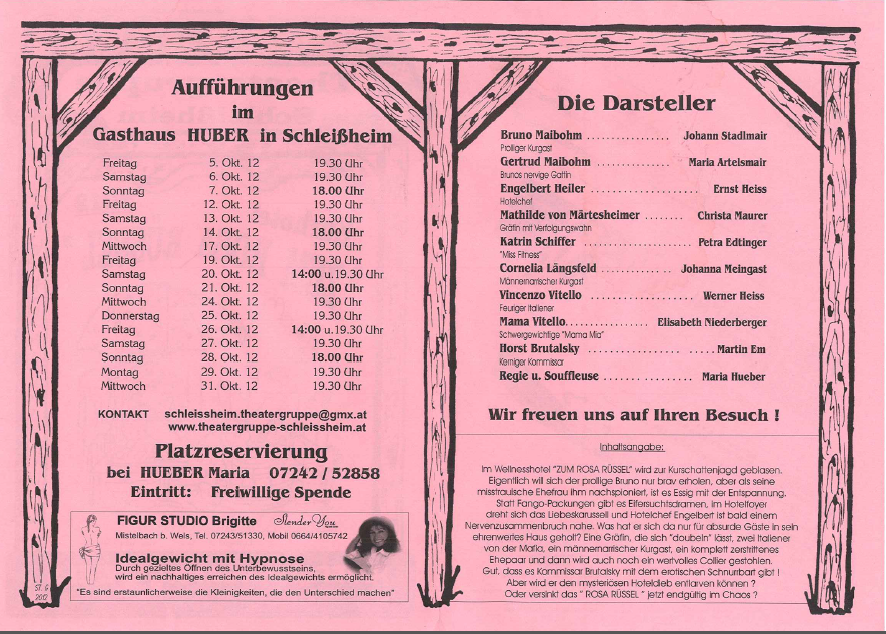 Aufführungen
im
Gasthaus HUBER in Schleißheim
Freitag 5. Okt. 12 19.30 Uhr
Samstag 6. Okt. 12 19.30 Uhr
Sonntag 7. Okt. 12 18.00 Uhr
Freitag 12. Okt. 12 19.30 Uhr
Samstag 13. Okt. 12 19.30 Uhr
Sonntag 14. Okt. 12 18.00 Uhr
Mittwoch 17. Okt. 12 19.30 Uhr
Freitag 19. Okt. 12 19.30 Uhr
Samstag 20. Okt. 12 14:00 u.19.30 Uhr
Sonntag 21. Okt. 12 18.00 Uhr
Mittwoch 24. Okt. 12 19.30 Uhr
Donnerstag 25. Okt. 12 19.30 Uhr
Freitag 26. Okt. 12 14:00 u.19.30 Uhr
Samstag 27. Okt. 12 19.30 Uhr
Sonntag 28. Okt. 12 18.00 Uhr
Montag 29. Okt. 12 19.30 Uhr
Mittwoch 31. Okt. 12 19.30 Uhr
KONTAKT schleissheim.theatergruppe@gmx.at
www.theatergruppe-schleissheim.at
Platzreservierung
bei HUEBER Maria 07242 / 52858
Eintritt: Freiwillige Spende
FIGUR STUDIO Brigitte Slender You
Mistelbach b. Wels, Tel. 07243/51330, Mobil 0664/4105742
Idealgewicht mit Hypnose
Durch gezieltes Öffnen des Unterbewusstseins,
wird ein nachhaltiges erreichen des Idealgewichts ermöglicht.
"Es sind erstaunlicherweise die Kleinigkeiten, die den Unterschied machen"
Die Darsteller
Bruno Maibohm ................ Johann Stadlmair
Prolliger Kurgast
Gertrud Maibohm .............. Maria Artelsmair
Brunos nervige Gattin
Engelbert Heiler ..................... Ernst Heiss
Hotelchef
Mathilde von Märtesheimer ....... Christa Maurer
Gräfin mit Verfolgungswahn
Katrin Schiffer ..................... Petra Edtinger
"Miss Fitness"
Cornelia Längsfeld .............. Johanna Meingast
Männernarrischer Kurgast
Vincenzo Vitello .................... Werner Heiss
Feuriger Italiener
Mama Vitello................ Elisabeth Niederberger
Schwergewichtige "Mama Mia"
Horst Brutalsky ................. ..... Martin Em
Kerniger Kommissar
Regie u. Souffleuse ................. Maria Hueber
Wir freuen uns auf Ihren Besuch !
Inhaltsangabe:
Im Wellnesshotel "ZUM ROSA RÜSSEL" wird zur Kurschattenjagd geblasen.
Eigentlich will sich der prollige Bruno nur brav erholen, aber als seine
misstrauische Ehefrau ihm nachspioniert, ist es Essig mit der Entspannung.
Statt Fango-Packungen gibt es Eifersuchtsdramen, im Hotelfoyer
dreht sich das Liebeskarussell und Hotelchef Engelbert ist bald einem
Nervenzusammenbruch nahe. Was hat er sich da nur für absurde Gäste in sein
ehrenwertes Haus geholt? Eine Gräfin, die sich "doubeln" lässt, zwei Italiener
von der Mafia, ein männernarrischer Kurgast, ein komplett zerstrittenes
Ehepaar und dann wird auch noch ein wertvolles Collier gestohlen.
Gut, dass es Kommissar Brutalsky mit dem erotischen Schnurrbart gibt !
Aber wird er den mysteriösen Hoteldieb entlarven können ?
Oder versinkt das " ROSA RÜSSEL " jetzt endgültig im Chaos ?